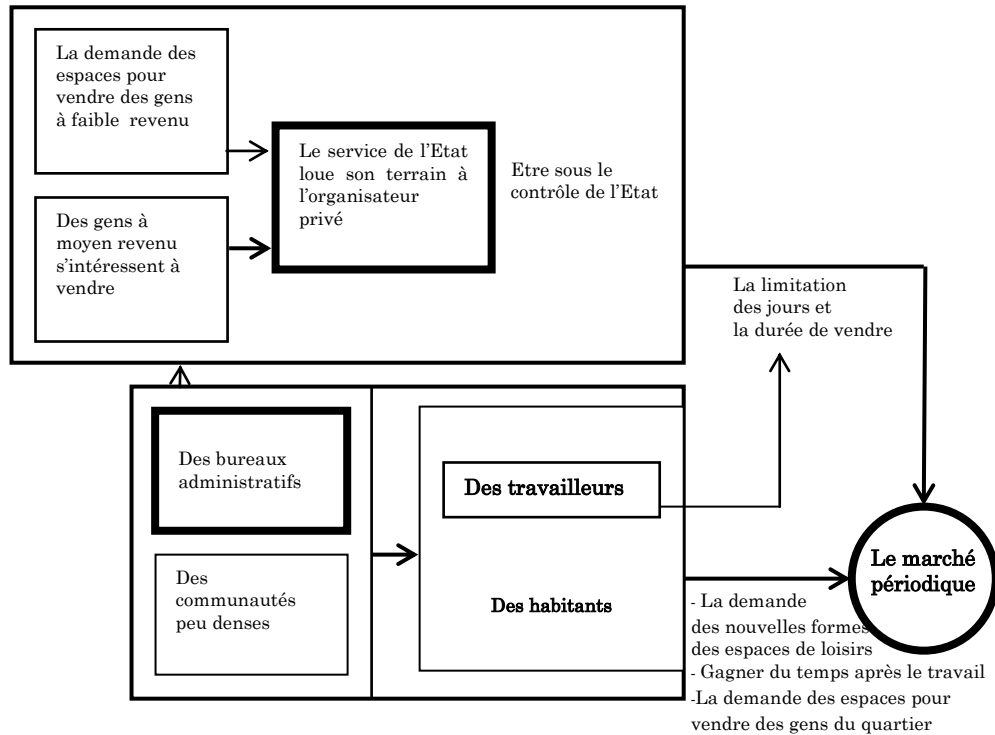 La demande des
espaces pour
vendre des gens
à faible revenu
Le service de l'Etat
loue son terrain à
l'organisateur
privé
Etre sous le
contrôle de l'Etat
Des gens à
moyen revenu
s'intéressent à
vendre
La limitation
des jours et
la durée de vendre
Des bureaux
administratifs
Des travailleurs
Des
communautés
peu denses
Des habitants
Le marché
périodique
- La demande
des nouvelles formes
des espaces de loisirs
- Gagner du temps après le travail
-La demande des espaces pour
vendre des gens du quartier